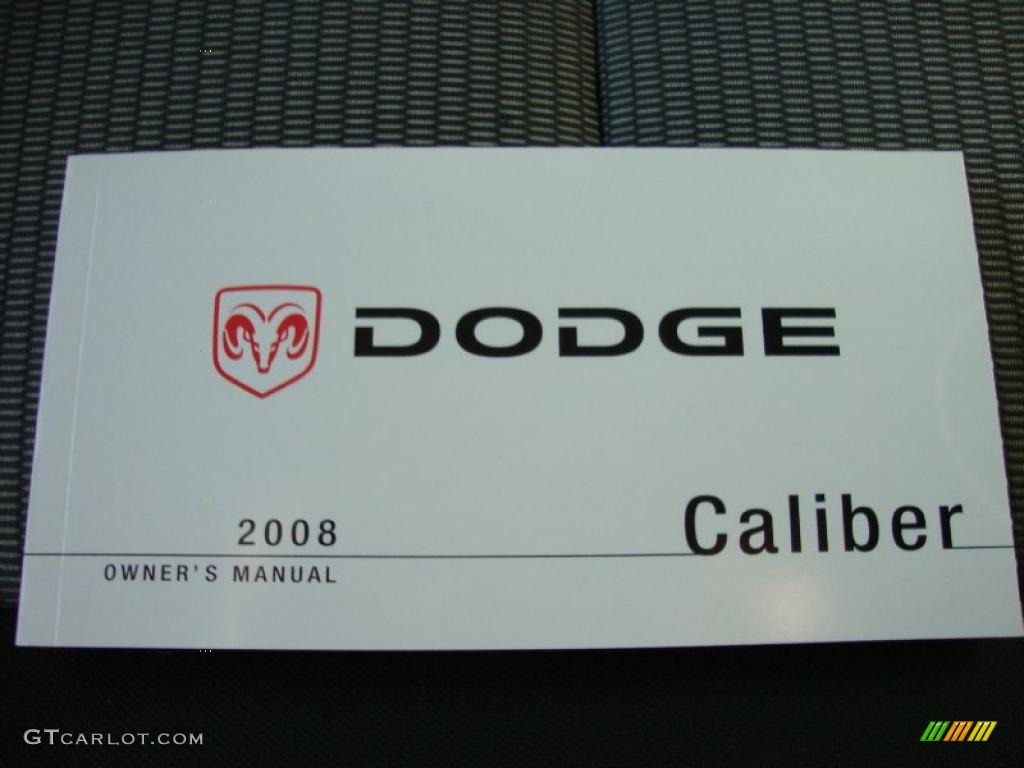 DODGE
2008
Caliber
OWNER'S MANUAL
GTCARLOT.COM